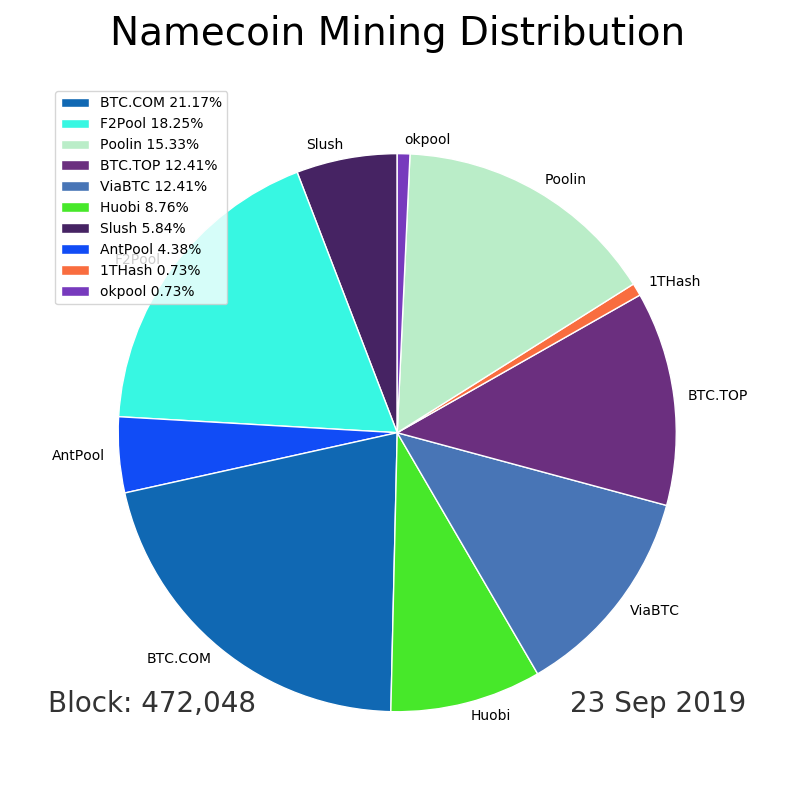 Namecoin Mining Distribution
BTC.COM 21.17%
F2Pool 18.25%
Poolin 15.33%
BTC.TOP 12.41%
ViaBTC 12.41%
Huobi 8.76%
Slush 5.84%
AntPool 4.38%
1THash 0.73%
okpool 0.73%
okpool
Slush
Poolin
F2Pool
1THash
BTC.TOP
AntPool
ViaBTC
BTC.COM
Huobi
Block: 472,048
23 Sep 2019